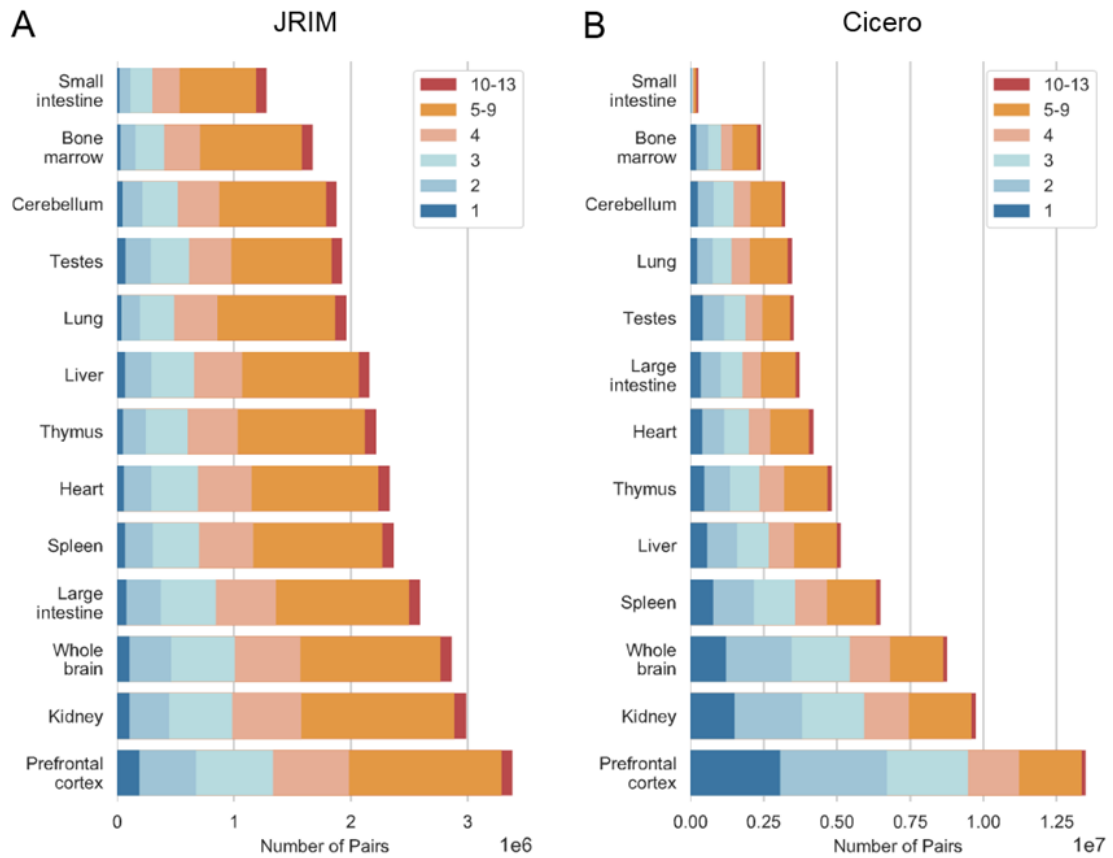 A
JRIM
Small
intestine
Bone
marrow
Cerebellum
Testes
Lung
Liver
Thymus
Heart
Spleen
Large
intestine
Whole
brain
Kidney
Prefrontal
cortex
10-13
5-9
4
3
2
1
0
1
2
3
1e6
Number of Pairs
B
Cicero
Small
intestine
Bone
marrow
Cerebellum
Lung
Testes
Large
intestine
Heart
Thymus
Liver
Spleen
Whole
brain
Kidney
Prefrontal
cortex
10-13
5-9
4
3
2
1
0.00
0.25
0.50
0.75
1.00
1.25
1e7
Number of Pairs